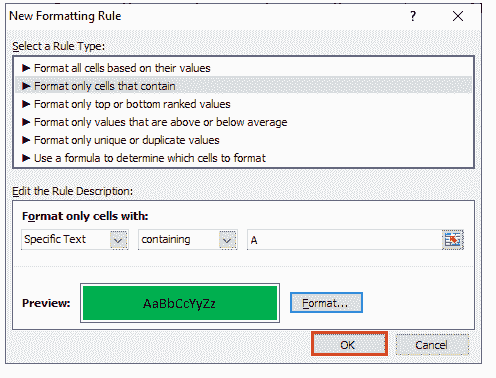 New Formatting Rule ? ×
Select a Rule Type:
► Format all cells based on their values
► Format only cells that contain
► Format only top or bottom ranked values
► Format only values that are above or below average
► Format only unique or duplicate values
► Use a formula to determine which cells to format
Edit the Rule Description:
Format only cells with:
Specific Text containing A
Preview: AaBbCcYyZz Format...
OK Cancel